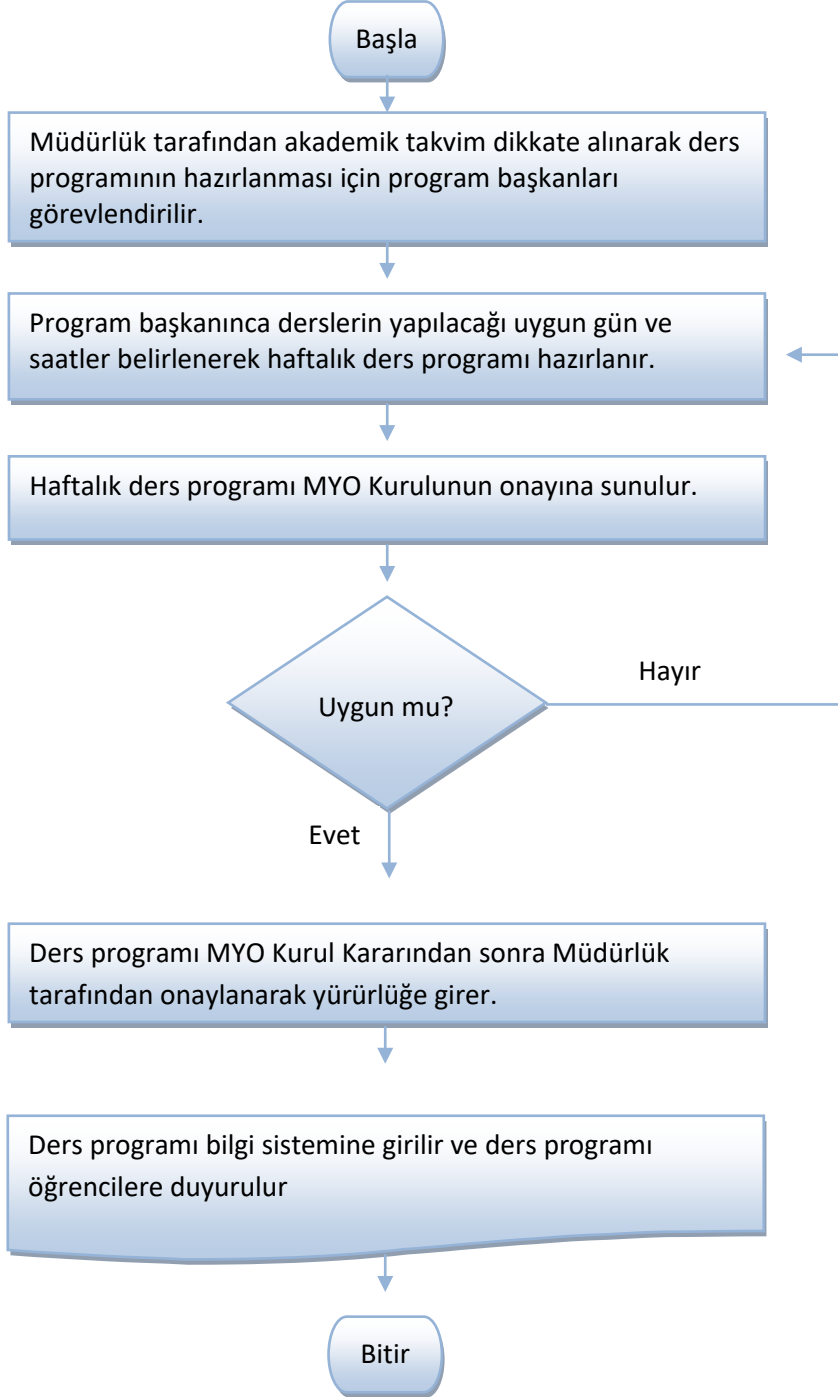 Başla
Müdürlük tarafından akademik takvim dikkate alınarak ders
programının hazırlanması için program başkanları
görevlendirilir.
Program başkanınca derslerin yapılacağı uygun gün ve
saatler belirlenerek haftalık ders programı hazırlanır.
Haftalık ders programı MYO Kurulunun onayına sunulur.
Uygun mu?
Hayır
Evet
Ders programı MYO Kurul Kararından sonra Müdürlük
tarafından onaylanarak yürürlüğe girer.
Ders programı bilgi sistemine girilir ve ders programı
öğrencilere duyurulur
Bitir